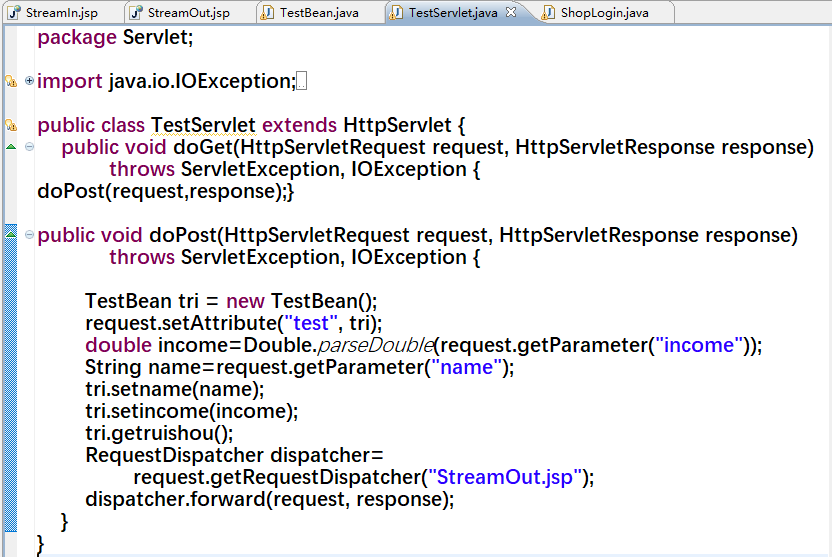 StreamIn.jsp StreamOut.jsp TestBean.java TestServlet.java ShopLogin.java
package Servlet;
import java.io.IOException;
public class TestServlet extends HttpServlet {
public void doGet(HttpServletRequest request, HttpServletResponse response)
throws ServletException, IOException {
doPost(request,response);}
public void doPost(HttpServletRequest request, HttpServletResponse response)
throws ServletException, IOException {
TestBean tri = new TestBean();
request.setAttribute("test", tri);
double income=Double.parseDouble(request.getParameter("income"));
String name=request.getParameter("name");
tri.setname(name);
tri.setincome(income);
tri.getruishou();
RequestDispatcher dispatcher=
request.getRequestDispatcher("StreamOut.jsp");
dispatcher.forward(request, response);
}
}